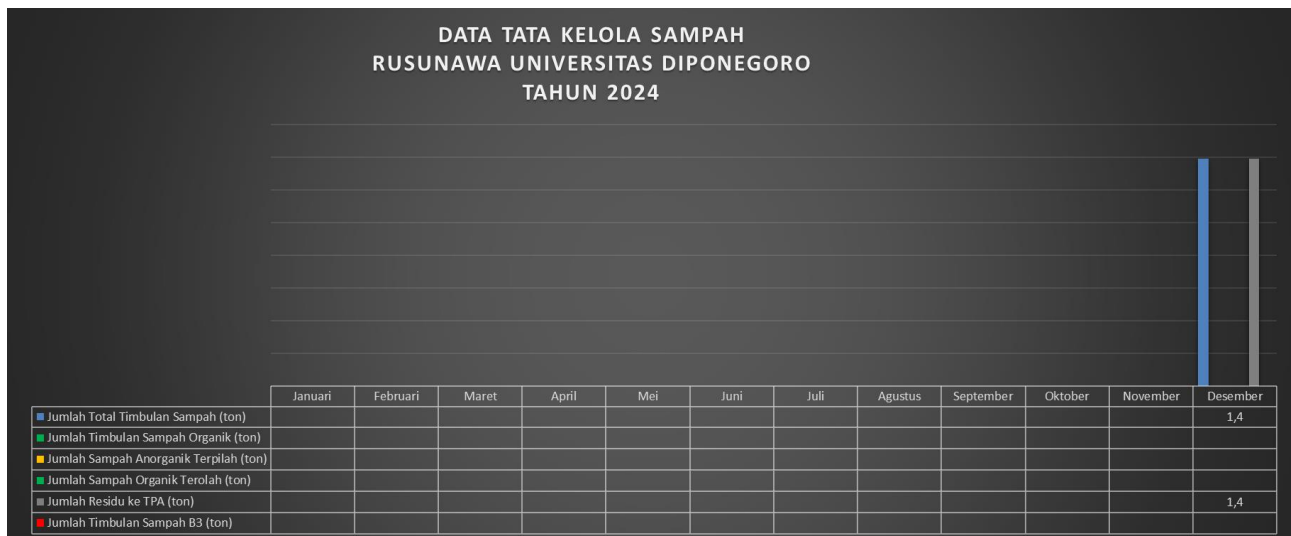 DATA TATA KELOLA SAMPAH
RUSUNAWA UNIVERSITAS DIPONEGORO
TAHUN 2024
Januari Februari Maret April Mei Juni Juli Agustus September Oktober November Desember
Jumlah Total Timbulan Sampah (ton) 1,4
Jumlah Timbulan Sampah Organik (ton)
Jumlah Sampah Anorganik Terpilah (ton)
Jumlah Sampah Organik Terolah (ton)
Jumlah Residu ke TPA (ton) 1,4
Jumlah Timbulan Sampah B3 (ton)